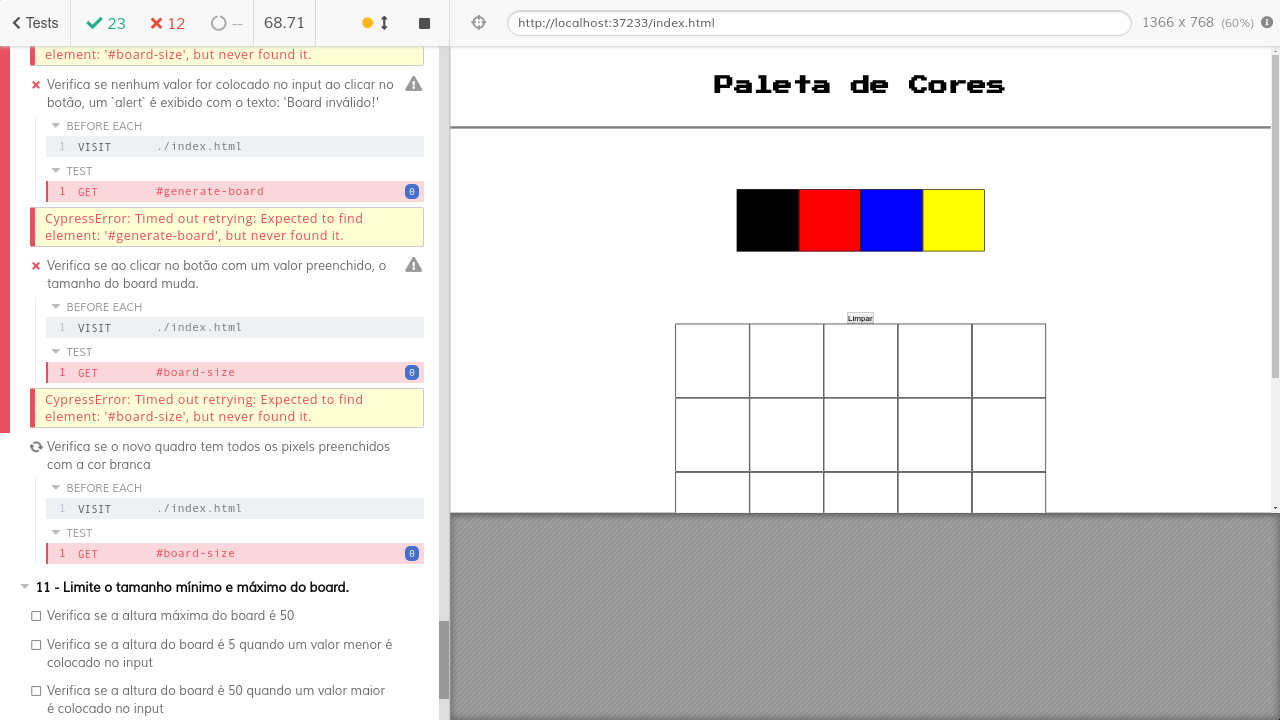 Tests
23
12
--
68.71
http://localhost:37233/index.html
1366 x 768 (60%)
element: '#board-size', but never found it.
Verifica se nenhum valor for colocado no input ao clicar no
botão, um `alert` é exibido com o texto: 'Board inválido!'
BEFORE EACH
1 VISIT ./index.html
TEST
1 GET #generate-board 0
CypressError: Timed out retrying: Expected to find
element: '#generate-board', but never found it.
Verifica se ao clicar no botão com um valor preenchido, o
tamanho do board muda.
BEFORE EACH
1 VISIT ./index.html
TEST
1 GET #board-size 0
CypressError: Timed out retrying: Expected to find
element: '#board-size', but never found it.
Verifica se o novo quadro tem todos os pixels preenchidos
com a cor branca
BEFORE EACH
1 VISIT ./index.html
TEST
1 GET #board-size 0
11 - Limite o tamanho mínimo e máximo do board.
Verifica se a altura máxima do board é 50
Verifica se a altura do board é 5 quando um valor menor é
colocado no input
Verifica se a altura do board é 50 quando um valor maior
é colocado no input
Paleta de Cores
Limpar